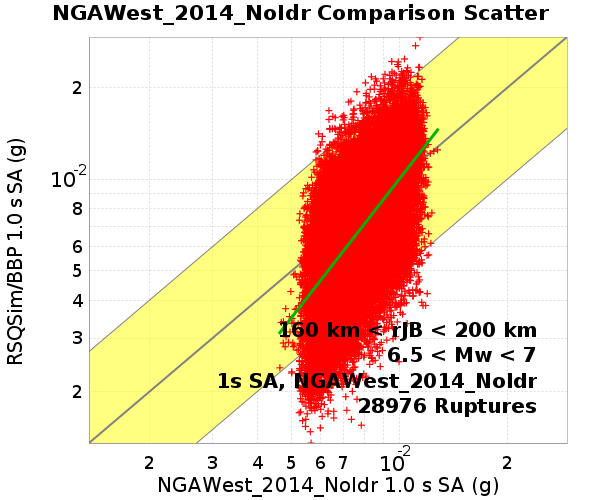 NGAWest_2014_NoIdr Comparison Scatter
RSQSim/BBP 1.0 s SA (g)
2
10-2
8
6
5
4
3
2
160 km < rJB < 200 km
6.5 < Mw < 7
1s SA, NGAWest_2014_NoIdr
28976 Ruptures
2 3 4 5 6 7 10-2 2
NGAWest_2014_NoIdr 1.0 s SA (g)